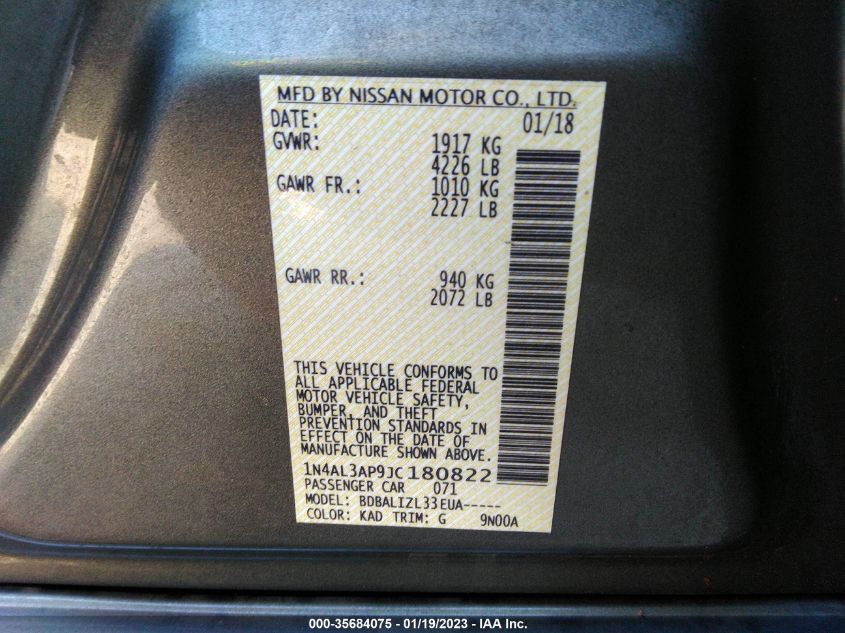 MFD BY NISSAN MOTOR CO., LTD.
DATE: 01/18
GVWR: 1917 KG
4226 LB
GAWR FR.: 1010 KG
2227 LB
GAWR RR.: 940 KG
2072 LB
THIS VEHICLE CONFORMS TO
ALL APPLICABLE FEDERAL
MOTOR VEHICLE SAFETY,
BUMPER, AND THEFT
PREVENTION STANDARDS IN
EFFECT ON THE DATE OF
MANUFACTURE SHOWN ABOVE.
1N4AL3AP9JC180822
PASSENGER CAR 071
MODEL: BDBALIZL33EUA-----
COLOR: KAD TRIM: G 9N00A
000-35684075 - 01/19/2023 - IAA Inc.